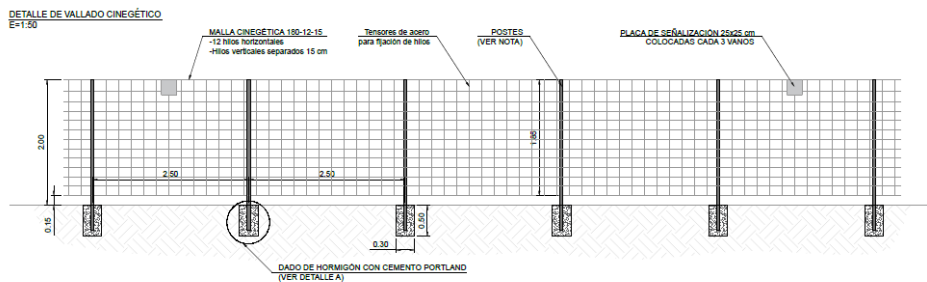 DETALLE DE VALLADO CINEGÉTICO
E=1:50
MALLA CINEGÉTICA 180-12-15
-12 hilos horizontales
-Hilos verticales separados 15 cm
Tensores de acero
para fijación de hilos
POSTES
(VER NOTA)
PLACA DE SEÑALIZACIÓN 25x25 cm
COLOCADAS CADA 3 VANOS
2.00
1.85
2.50
2.50
0.15
0.50
0.30
DADO DE HORMIGÓN CON CEMENTO PORTLAND
(VER DETALLE A)